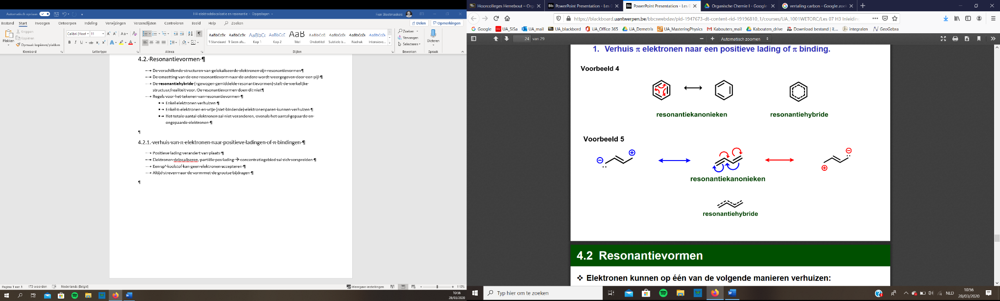 Automatisch opslaan
H4-elektrodelocalisatie en resonantie - Opgeslagen
Fien Slootmaekers
Bestand Start Invoegen Ontwerpen Indeling Verwijzingen Verzendlijsten Controleren Beeld Help Zoeken
Delen Opmerkingen
Plakken
Knippen
Kopiëren
Opmaak kopiëren/plakken
Klembord
Calibri (Hoof 11
Lettertype
Alinea
AaBbCcDc AaBbCcDc AaBbC( AaBbCcE AaB AaBbCcD AaBbCcD AaBbCcDc AaBbCcDc
¶ Standaard ¶ Geen afs... Kop 1 Kop 2 Titel Ondertitel Subtiele b... Nadruk Intensieve...
Stijlen
Zoeken
Vervangen
Selecteren
Bewerken
Dicteren
Spraak
4.2.·Resonantievormen·¶
De·verschillende·structuren·van·gelokaliseerde·elektronen·zijn·resonantievormen¶
De·omzetting·van·de·ene·resonantievorm·naar·de·andere·wordt·weergegeven·door·een·pijl·¶
De·resonantiehybride·(=gewogen·gemiddelde·resonantievormen)·stelt·de·werkelijke·
structuur/realiteit·voor.·De·resonantievormen·doen·dit·niet¶
Regels·voor·het·tekenen·van·resonantievormen·¶
Enkel·elektronen·verhuizen·¶
Enkel·π-elektronen·en·vrije·(niet·bindende)·elektronenparen·kunnen·verhuizen·¶
Het·totale·aantal·elektronen·zal·niet·veranderen,·evenals·het·aantal·gepaarde·en·
ongepaarde·elektronen·¶
¶
4.2.1.·verhuis·van·π·elektronen·naar·positieve·ladingen·of·π·bindingen·¶
Positieve·lading·verandert·van·plaats·¶
Elektronen·delocaliseren,·partiële·pos·lading·→·concentratiegebied·zal·zich·verspreiden·¶
Een·sp³·koolstof·kan·geen·elektronen·accepteren·¶
Altijd·streven·naar·de·vorm·met·de·grootse·bijdragen·¶
¶
Pagina 1 van 1 173 woorden Nederlands (België) Weergave-instellingen 110%
10:56
28/03/2020
Hoorcolleges Herrebout – Org PowerPoint Presentation - Les 0 PowerPoint Presentation - Les 0 Organische Chemie I - Google vertaling carbon - Google zoek
https://blackboard.uantwerpen.be/bbcswebdav/pid-1947673-dt-content-rid-19196810_1/courses/UA_1001WETORC/Les 07 H3 Inleiding
Google UA_SiSa UA_mail UA_blackbord UA_Office 365 UA_Demetris UA_MasteringPhysics Kabouters_mail Kabouters_drive Download bestand | iL... integralen GeoGebra
24 van 29 Automatisch zoomen
1. Verhuis π elektronen naar een positieve lading of π binding.
Voorbeeld 4
resonantiekanonieken resonantiehybride
Voorbeeld 5
resonantiekanonieken
resonantiehybride
4.2 Resonantievormen
❖ Elektronen kunnen op één van de volgende manieren verhuizen:
Typ hier om te zoeken
NLD
10:56
28/03/2020